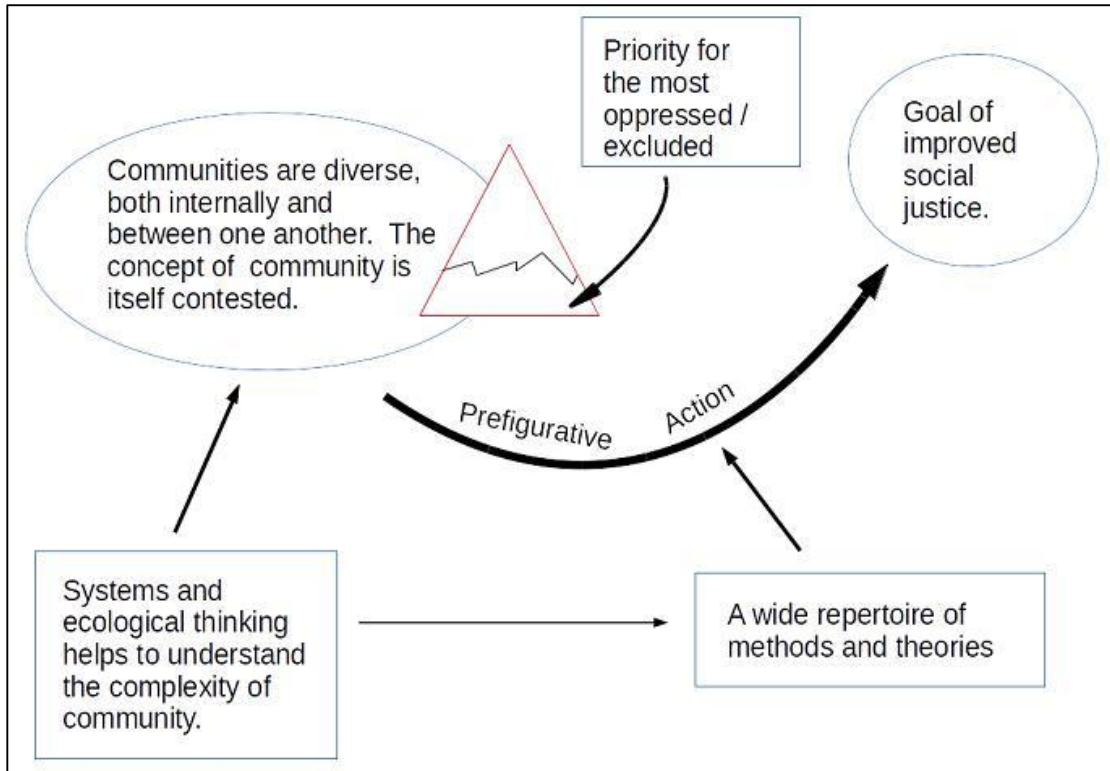 Priority for
the most
oppressed /
excluded
Goal of
improved
social
justice.
Communities are diverse,
both internally and
between one another.  The
concept of  community is
itself contested.
Prefigurative Action
Systems and
ecological thinking
helps to understand
the complexity of
community.
A wide repertoire of
methods and theories